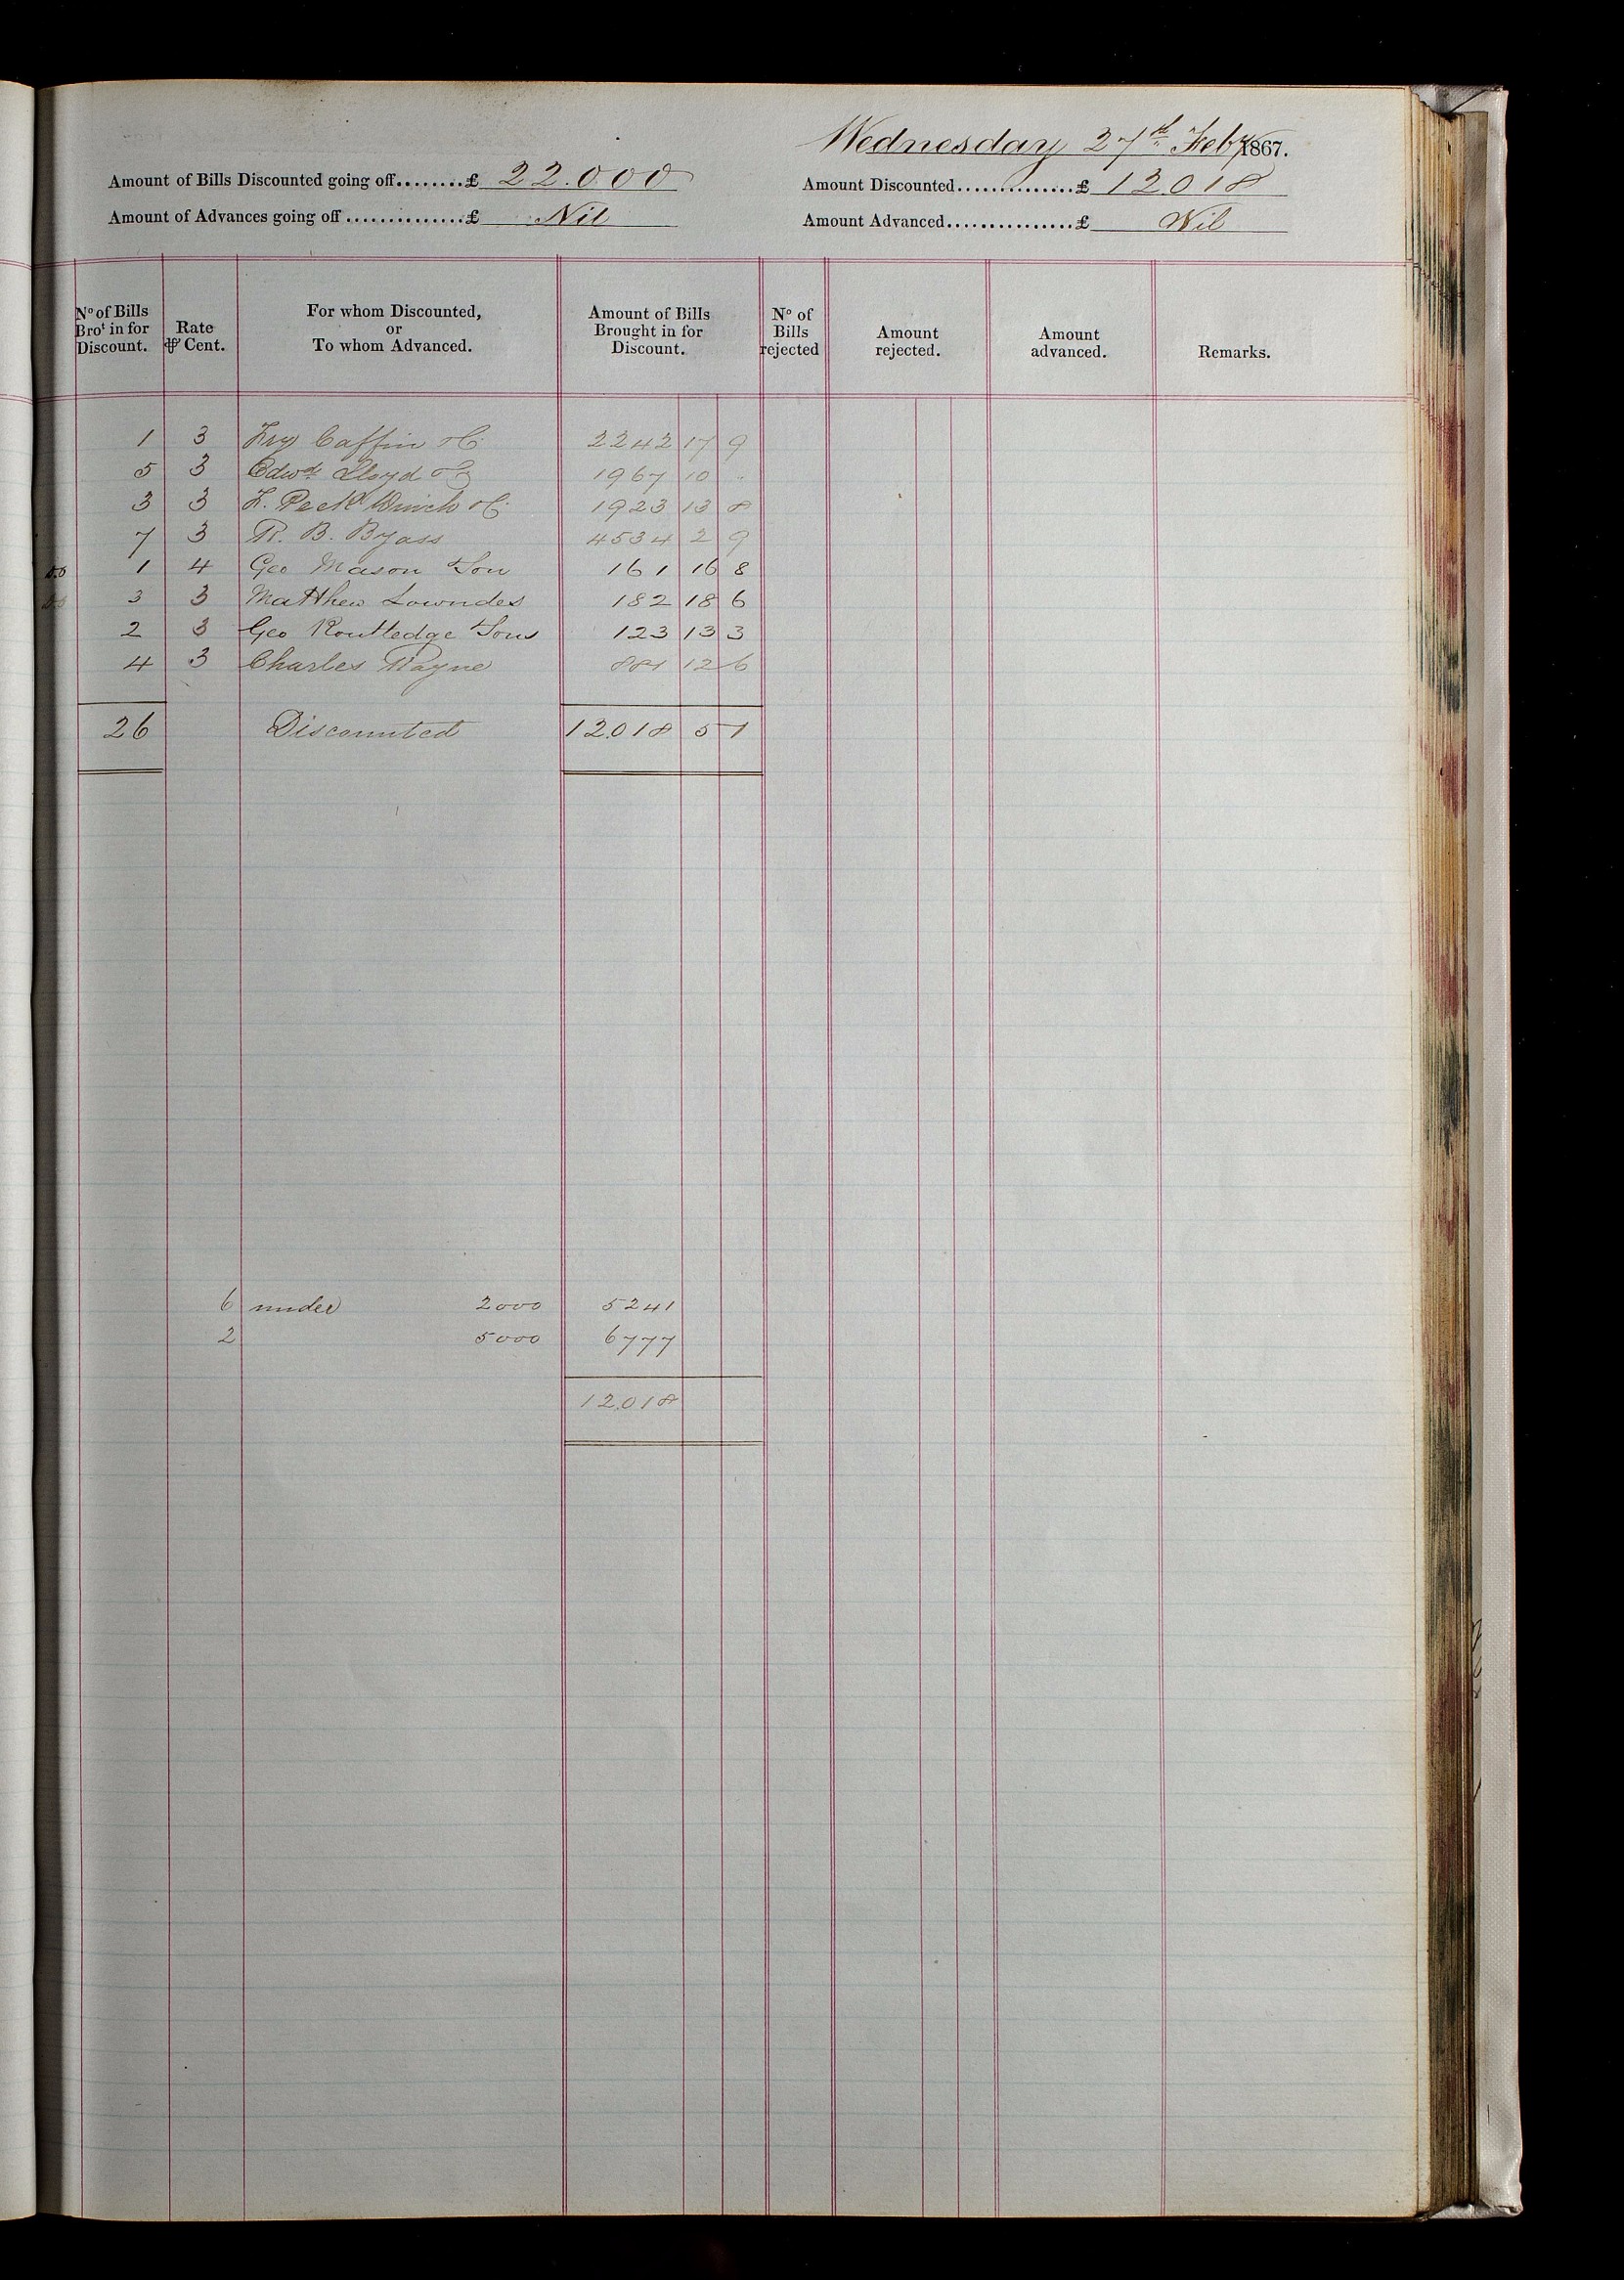 Wednesday 27th Feby 1867.
Amount of Bills Discounted going off........£ 22.000 Amount Discounted..............£ 12018
Amount of Advances going off..............£ Nil Amount Advanced...............£ Nil
No of Bills Brot in for Discount. Rate ⅌ Cent. For whom Discounted, or To whom Advanced. Amount of Bills Brought in for Discount. No of Bills rejected Amount rejected. Amount advanced. Remarks.
1 3 Fry Caffin & C. 2242 17 9
5 3 Edwd Lloyd & Co 1967 10 "
3 3 F. Peek Winch & C. 1923 13 8
7 3 R. B. Byass 4534 2 9
1 4 Geo Mason & Son 161 16 8
3 3 Matthew Lowndes 182 18 6
2 3 Geo Routledge & Sons 123 13 3
4 3 Charles Wayne 881 12 6
26 Discounted 12.018 5 1
6 under 2000 5241
2 5000 6777
12.018